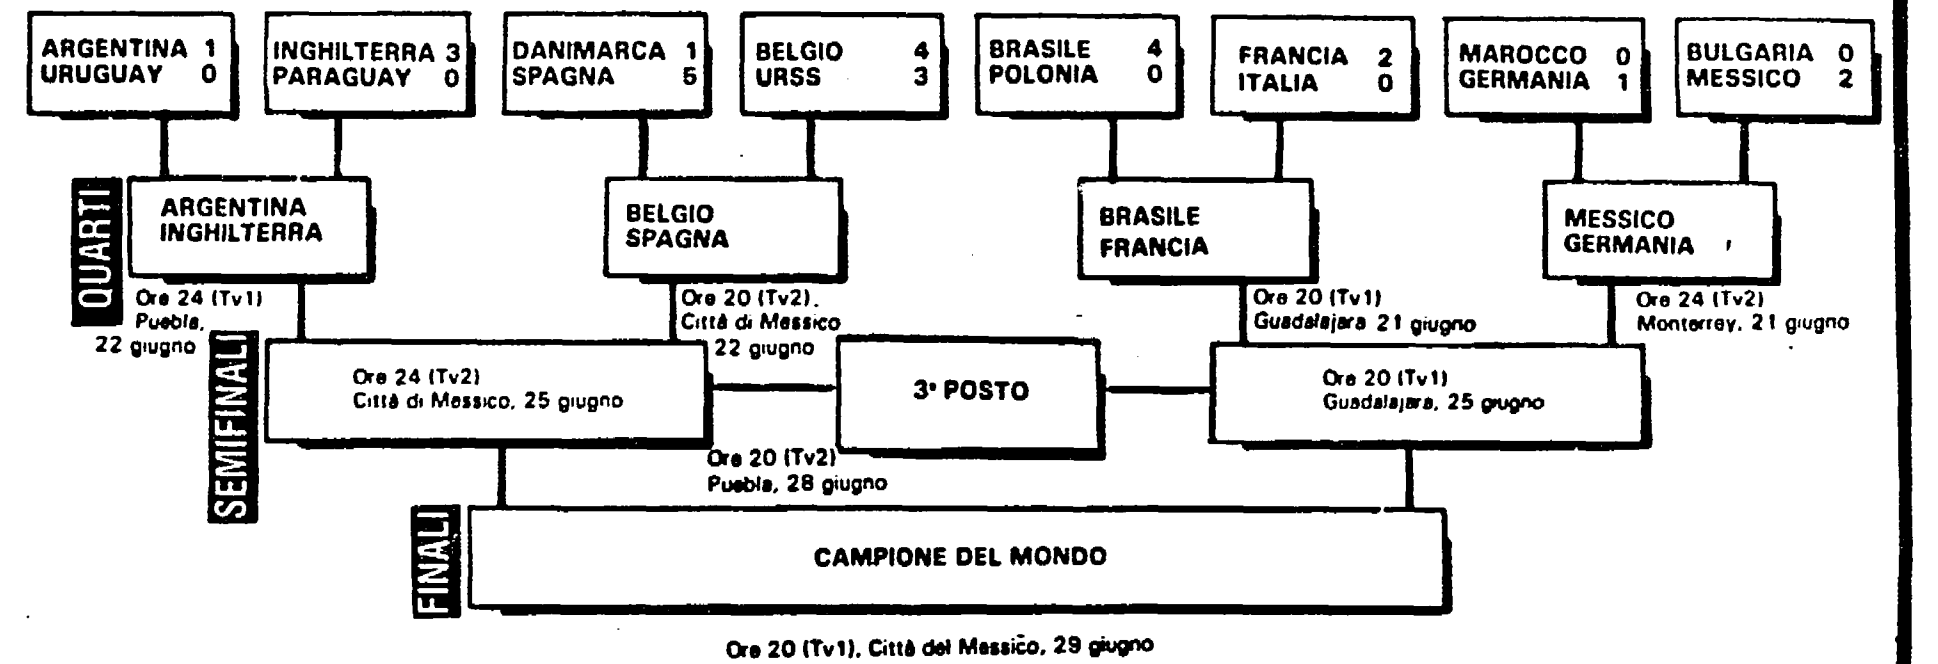 ARGENTINA 1
URUGUAY 0
INGHILTERRA 3
PARAGUAY 0
DANIMARCA 1
SPAGNA 5
BELGIO 4
URSS 3
BRASILE 4
POLONIA 0
FRANCIA 2
ITALIA 0
MAROCCO 0
GERMANIA 1
BULGARIA 0
MESSICO 2
QUARTI
ARGENTINA
INGHILTERRA
BELGIO
SPAGNA
BRASILE
FRANCIA
MESSICO
GERMANIA
Ore 24 (Tv1)
Puebla,
22 giugno
Ore 20 (Tv2),
Città di Messico
22 giugno
Ore 20 (Tv1)
Guadalajara 21 giugno
Ore 24 (Tv2)
Monterrey, 21 giugno
SEMIFINALI
Ore 24 (Tv2)
Città di Messico, 25 giugno
3° POSTO
Ore 20 (Tv1)
Guadalajara, 25 giugno
Ore 20 (Tv2)
Puebla, 28 giugno
FINALI
CAMPIONE DEL MONDO
Ore 20 (Tv1), Città del Messico, 29 giugno